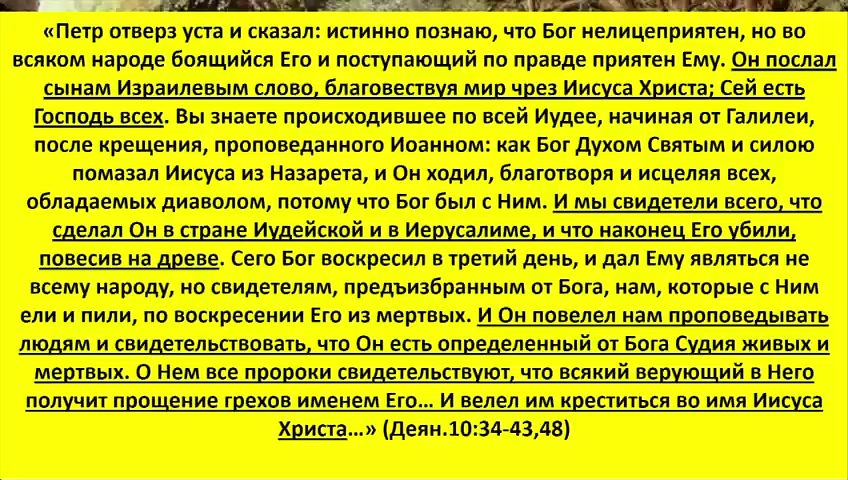 «Петр отверз уста и сказал: истинно познаю, что Бог нелицеприятен, но во
всяком народе боящийся Его и поступающий по правде приятен Ему. Он послал
сынам Израилевым слово, благовествуя мир чрез Иисуса Христа; Сей есть
Господь всех. Вы знаете происходившее по всей Иудее, начиная от Галилеи,
после крещения, проповеданного Иоанном: как Бог Духом Святым и силою
помазал Иисуса из Назарета, и Он ходил, благотворя и исцеляя всех,
обладаемых диаволом, потому что Бог был с Ним. И мы свидетели всего, что
сделал Он в стране Иудейской и в Иерусалиме, и что наконец Его убили,
повесив на древе. Сего Бог воскресил в третий день, и дал Ему являться не
всему народу, но свидетелям, предъизбранным от Бога, нам, которые с Ним
ели и пили, по воскресении Его из мертвых. И Он повелел нам проповедывать
людям и свидетельствовать, что Он есть определенный от Бога Судия живых и
мертвых. О Нем все пророки свидетельствуют, что всякий верующий в Него
получит прощение грехов именем Его… И велел им креститься во имя Иисуса
Христа…» (Деян.10:34-43,48)